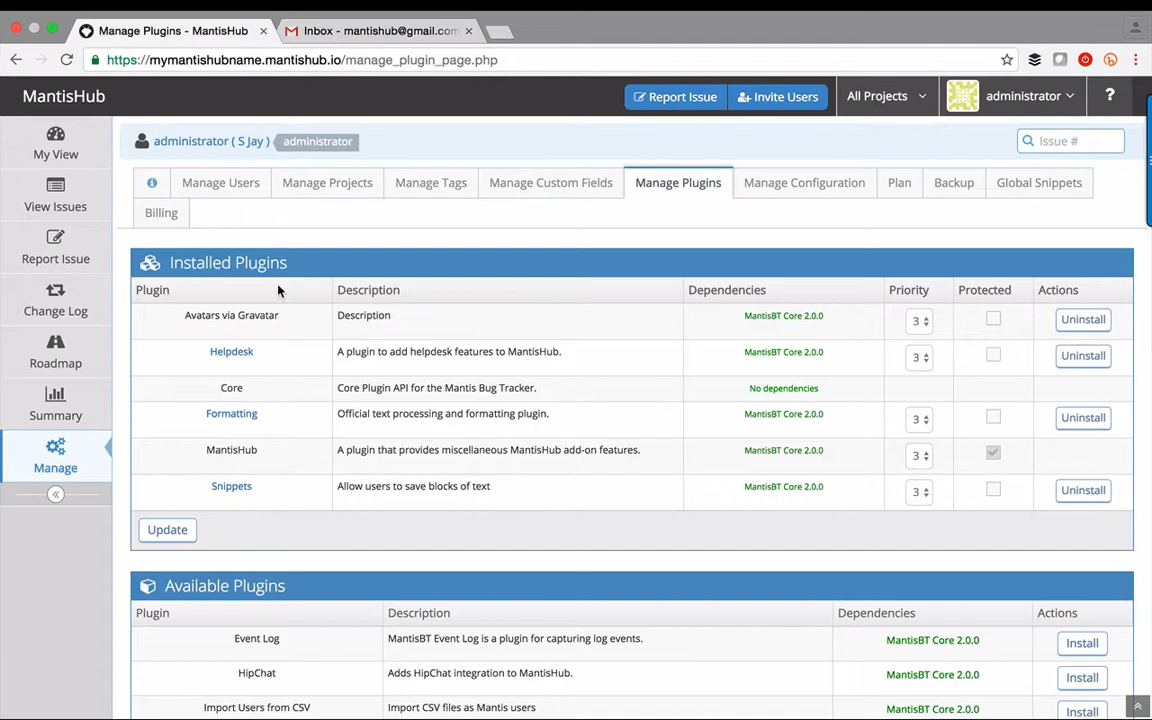 Manage Plugins - MantisHub
Inbox - mantishub@gmail.com
https://mymantishubname.mantishub.io/manage_plugin_page.php
MantisHub
Report Issue
Invite Users
All Projects
administrator
?
My View
View Issues
Report Issue
Change Log
Roadmap
Summary
Manage
administrator ( S Jay )
administrator
Issue #
Manage Users
Manage Projects
Manage Tags
Manage Custom Fields
Manage Plugins
Manage Configuration
Plan
Backup
Global Snippets
Billing
Installed Plugins
Plugin Description Dependencies Priority Protected Actions
Avatars via Gravatar Description MantisBT Core 2.0.0 3 Uninstall
Helpdesk A plugin to add helpdesk features to MantisHub. MantisBT Core 2.0.0 3 Uninstall
Core Core Plugin API for the Mantis Bug Tracker. No dependencies
Formatting Official text processing and formatting plugin. MantisBT Core 2.0.0 3 Uninstall
MantisHub A plugin that provides miscellaneous MantisHub add-on features. MantisBT Core 2.0.0 3
Snippets Allow users to save blocks of text MantisBT Core 2.0.0 3 Uninstall
Update
Available Plugins
Plugin Description Dependencies Actions
Event Log MantisBT Event Log is a plugin for capturing log events. MantisBT Core 2.0.0 Install
HipChat Adds HipChat integration to MantisHub. MantisBT Core 2.0.0 Install
Import Users from CSV Import CSV files as Mantis users MantisBT Core 2.0.0 Install